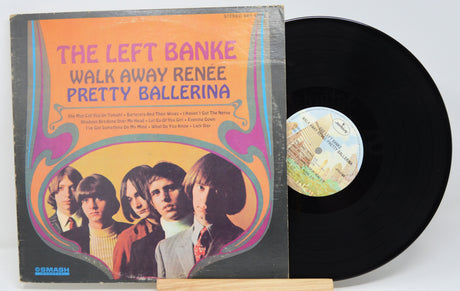 THE LEFT BANKE
WALK AWAY RENÉE
PRETTY BALLERINA
She May Call You Up Tonight • Barterers And Their Wives • I Haven't Got The Nerve
Shadows Breaking Over My Head • Let Go Of You Girl • Evening Gown
I've Got Something On My Mind • What Do You Know • Lazy Day
SMASH
RECORDS
mercury